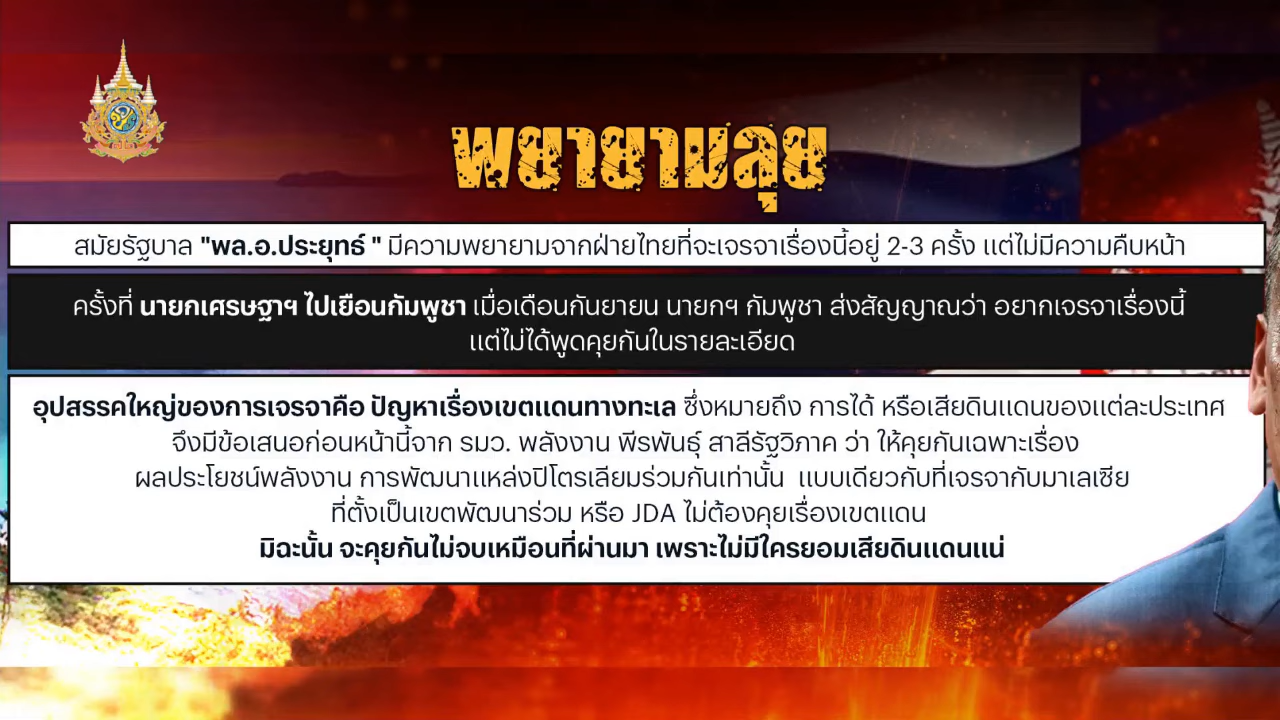 พยายามลุย
สมัยรัฐบาล "พล.อ.ประยุทธ์ " มีความพยายามจากฝ่ายไทยที่จะเจรจาเรื่องนี้อยู่ 2-3 ครั้ง แต่ไม่มีความคืบหน้า
ครั้งที่ นายกเศรษฐาฯ ไปเยือนกัมพูชา เมื่อเดือนกันยายน นายกฯ กัมพูชา ส่งสัญญาณว่า อยากเจรจาเรื่องนี้
แต่ไม่ได้พูดคุยกันในรายละเอียด
อุปสรรคใหญ่ของการเจรจาคือ ปัญหาเรื่องเขตแดนทางทะเล ซึ่งหมายถึง การได้ หรือเสียดินแดนของแต่ละประเทศ
จึงมีข้อเสนอก่อนหน้านี้จาก รมว. พลังงาน พีรพันธุ์ สาลีรัฐวิภาค ว่า ให้คุยกันเฉพาะเรื่อง
ผลประโยชน์พลังงาน การพัฒนาแหล่งปิโตรเลียมร่วมกันเท่านั้น แบบเดียวกับที่เจรจากับมาเลเซีย
ที่ตั้งเป็นเขตพัฒนาร่วม หรือ JDA ไม่ต้องคุยเรื่องเขตแดน
มิฉะนั้น จะคุยกันไม่จบเหมือนที่ผ่านมา เพราะไม่มีใครยอมเสียดินแดนแน่